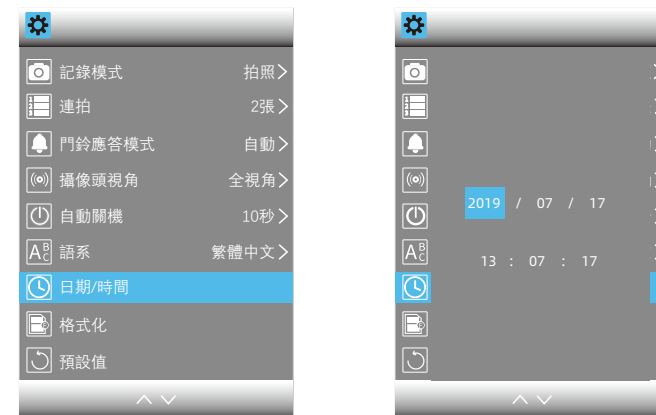 記錄模式 拍照
連拍 2張
門鈴應答模式 自動
攝像頭視角 全視角
自動關機 10秒
語系 繁體中文
日期/時間
格式化
預設值
2019 / 07 / 17
13 : 07 : 17